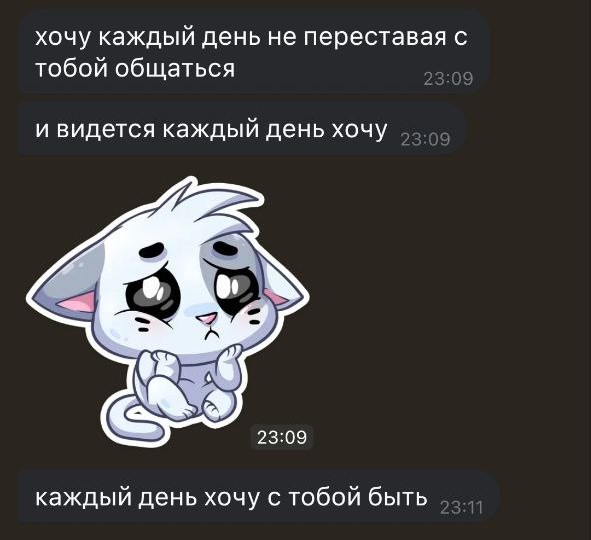 хочу каждый день не переставая с
тобой общаться
23:09
и видется каждый день хочу 23:09
23:09
каждый день хочу с тобой быть 23:11